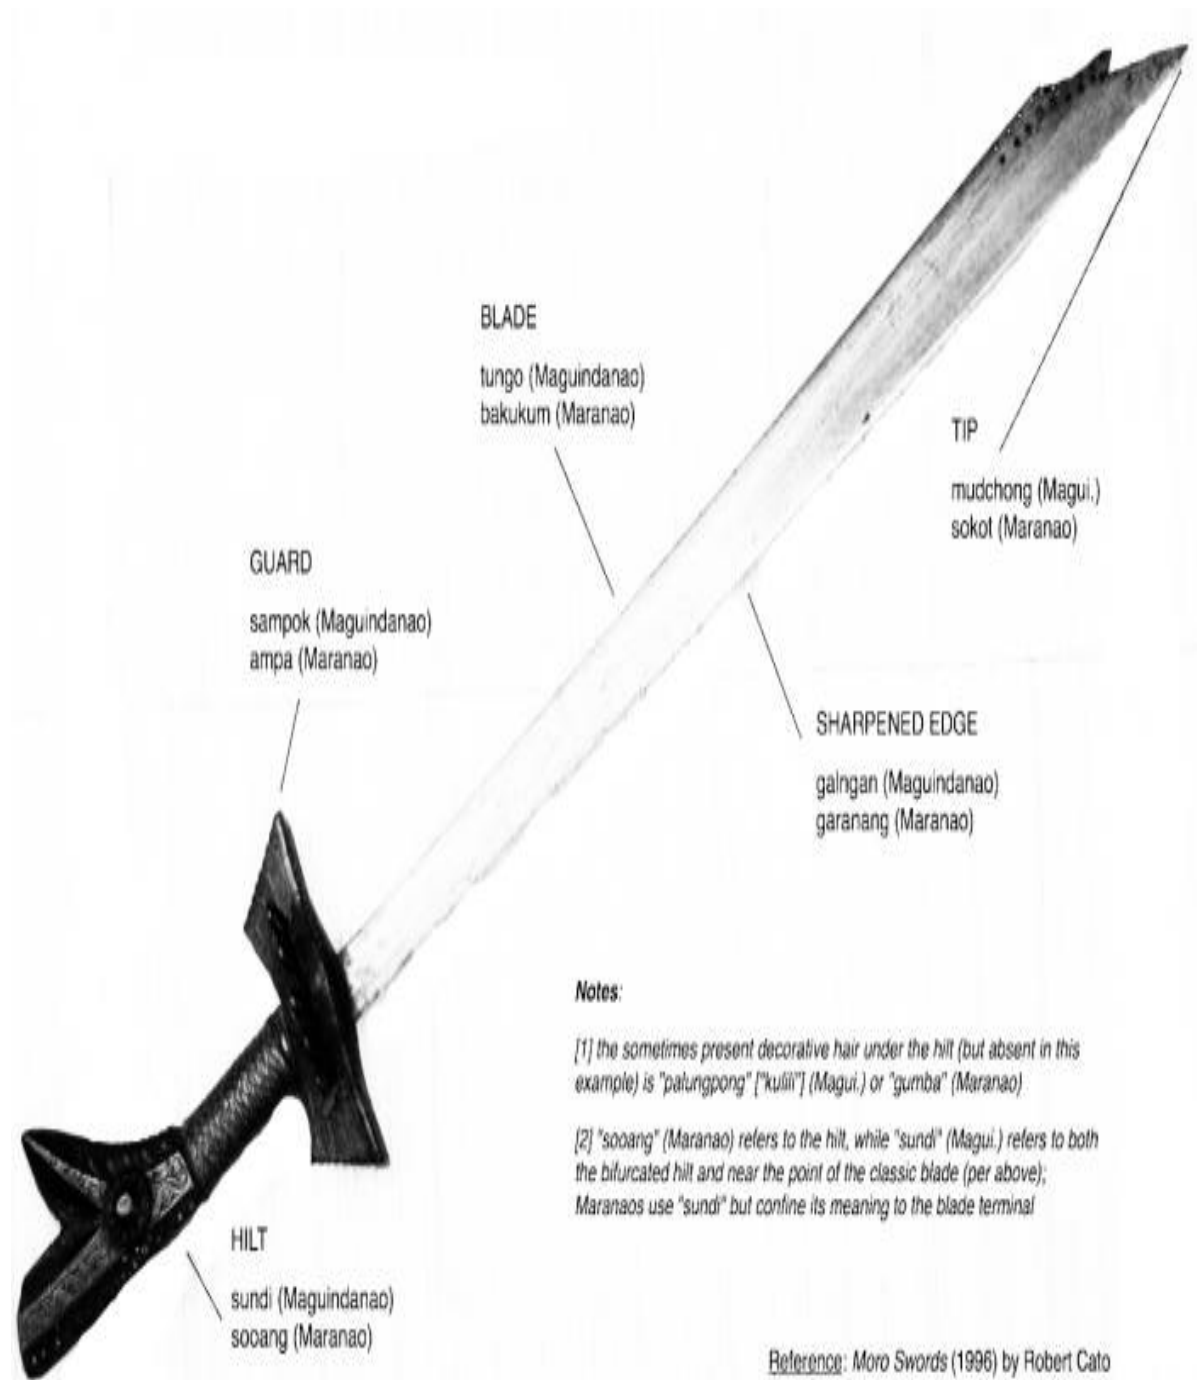 BLADE
tungo (Maguindanao)
bakukum (Maranao)
TIP
mudchong (Magui.)
sokot (Maranao)
GUARD
sampok (Maguindanao)
ampa (Maranao)
SHARPENED EDGE
galngan (Maguindanao)
garanang (Maranao)
Notes:
[1] the sometimes present decorative hair under the hilt (but absent in this
example) is "palungpong" ["kulili"] (Magui.) or "gumba" (Maranao)
[2] "sooang" (Maranao) refers to the hilt, while "sundi" (Magui.) refers to both
the bifurcated hilt and near the point of the classic blade (per above);
Maranaos use "sundi" but confine its meaning to the blade terminal
HILT
sundi (Maguindanao)
sooang (Maranao)
Reference: Moro Swords (1996) by Robert Cato